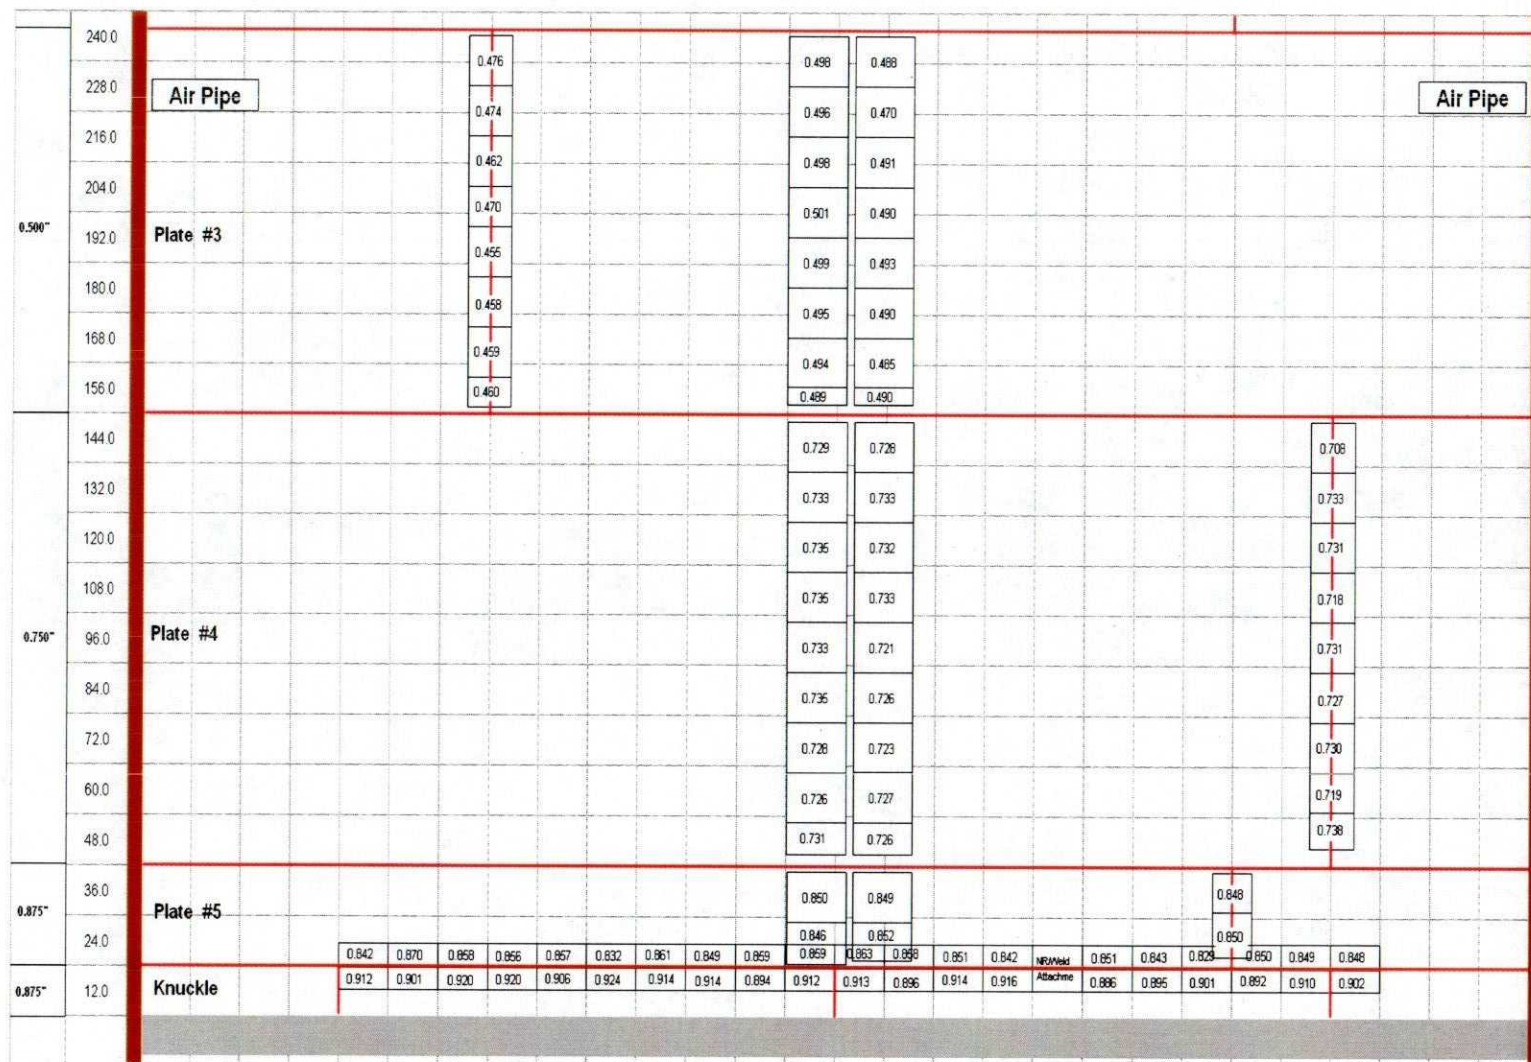 240.0
0.476 0.498 0.488
228.0
Air Pipe Air Pipe
0.474 0.496 0.470
216.0
0.462 0.498 0.491
204.0
0.470 0.501 0.490
0.500" 192.0 Plate #3
0.455 0.499 0.493
180.0
0.458 0.495 0.490
168.0
0.459 0.494 0.485
156.0
0.460 0.489 0.490
144.0
0.729 0.728 0.708
132.0
0.733 0.733 0.733
120.0
0.735 0.732 0.731
108.0
0.735 0.733 0.718
0.750" 96.0 Plate #4
0.733 0.721 0.731
84.0
0.735 0.726 0.727
72.0
0.728 0.723 0.730
60.0
0.726 0.727 0.719
48.0
0.731 0.726 0.738
36.0
0.850 0.849 0.848
0.875" Plate #5
24.0
0.846 0.852 0.850
0.842 0.870 0.858 0.856 0.857 0.832 0.861 0.849 0.859 0.859 0.863 0.858 0.851 0.842 NR/Weld 0.851 0.843 0.829 0.850 0.849 0.848
0.875" 12.0 Knuckle
0.912 0.901 0.920 0.920 0.906 0.924 0.914 0.914 0.894 0.912 0.913 0.896 0.914 0.916 Attachme 0.886 0.895 0.901 0.892 0.910 0.902